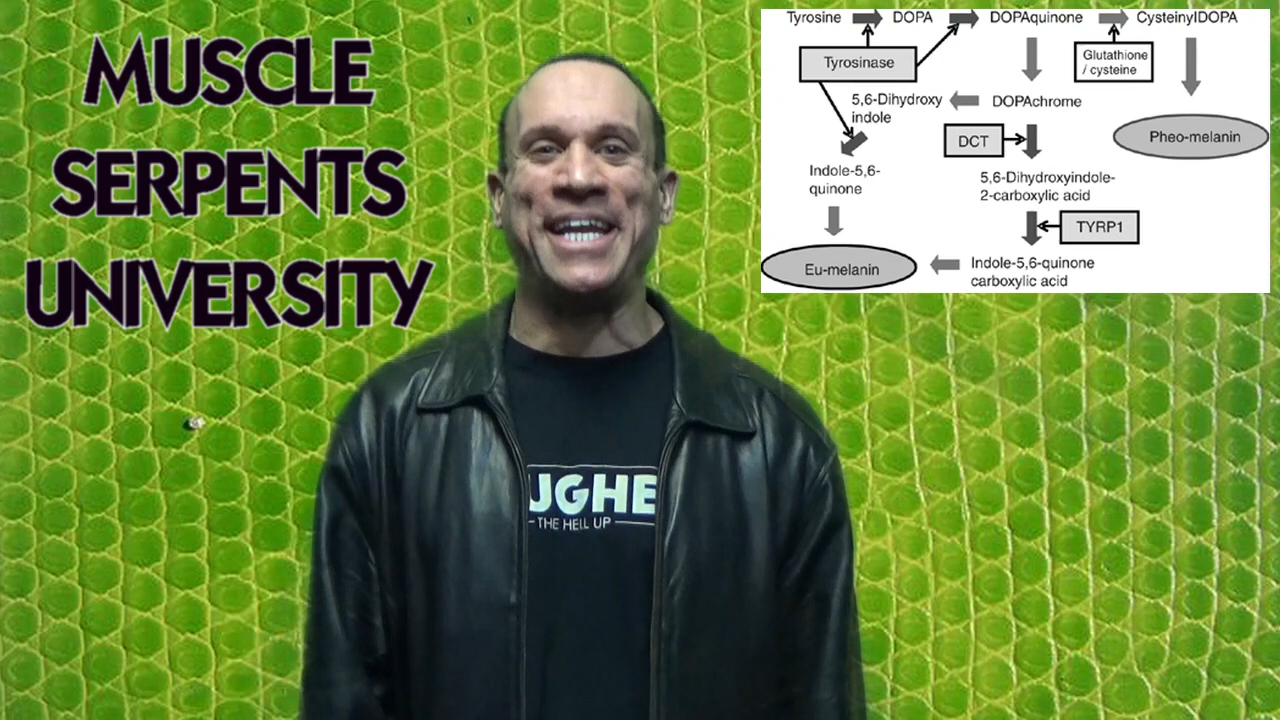 MUSCLE
SERPENTS
UNIVERSITY
UGHE
THE HELL UP
Tyrosine DOPA DOPAquinone CysteinylDOPA
Tyrosinase
Glutathione
/ cysteine
5,6-Dihydroxy
indole
DOPAchrome
DCT
Pheo-melanin
Indole-5,6-
quinone
5,6-Dihydroxyindole-
2-carboxylic acid
TYRP1
Eu-melanin
Indole-5,6-quinone
carboxylic acid